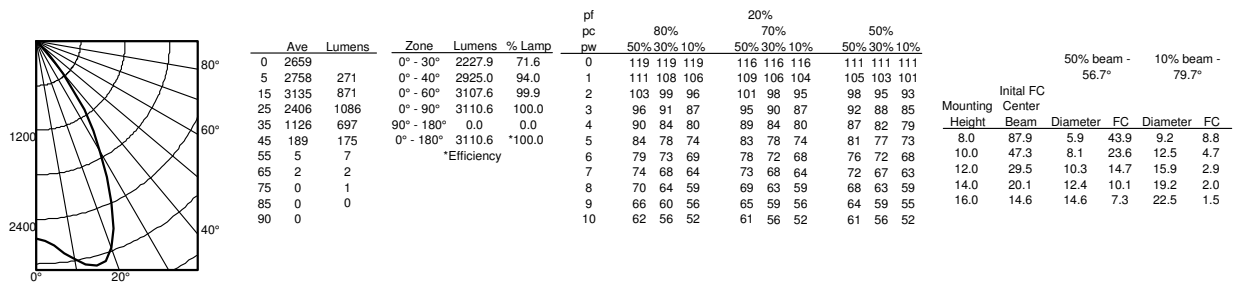 1200
2400
0°
20°
40°
60°
80°
Ave Lumens
0 2659
5 2758 271
15 3135 871
25 2406 1086
35 1126 697
45 189 175
55 5 7
65 2 2
75 0 1
85 0 0
90 0
Zone Lumens % Lamp
0° - 30° 2227.9 71.6
0° - 40° 2925.0 94.0
0° - 60° 3107.6 99.9
0° - 90° 3110.6 100.0
90° - 180° 0.0 0.0
0° - 180° 3110.6 *100.0
*Efficiency
pf 20%
pc 80% 70% 50%
pw 50% 30% 10% 50% 30% 10% 50% 30% 10%
0 119 119 119 116 116 116 111 111 111
1 111 108 106 109 106 104 105 103 101
2 103 99 96 101 98 95 98 95 93
3 96 91 87 95 90 87 92 88 85
4 90 84 80 89 84 80 87 82 79
5 84 78 74 83 78 74 81 77 73
6 79 73 69 78 72 68 76 72 68
7 74 68 64 73 68 64 72 67 63
8 70 64 59 69 63 59 68 63 59
9 66 60 56 65 59 56 64 59 55
10 62 56 52 61 56 52 61 56 52
50% beam - 10% beam -
56.7° 79.7°
Inital FC
Mounting Center
Height Beam Diameter FC Diameter FC
8.0 87.9 5.9 43.9 9.2 8.8
10.0 47.3 8.1 23.6 12.5 4.7
12.0 29.5 10.3 14.7 15.9 2.9
14.0 20.1 12.4 10.1 19.2 2.0
16.0 14.6 14.6 7.3 22.5 1.5